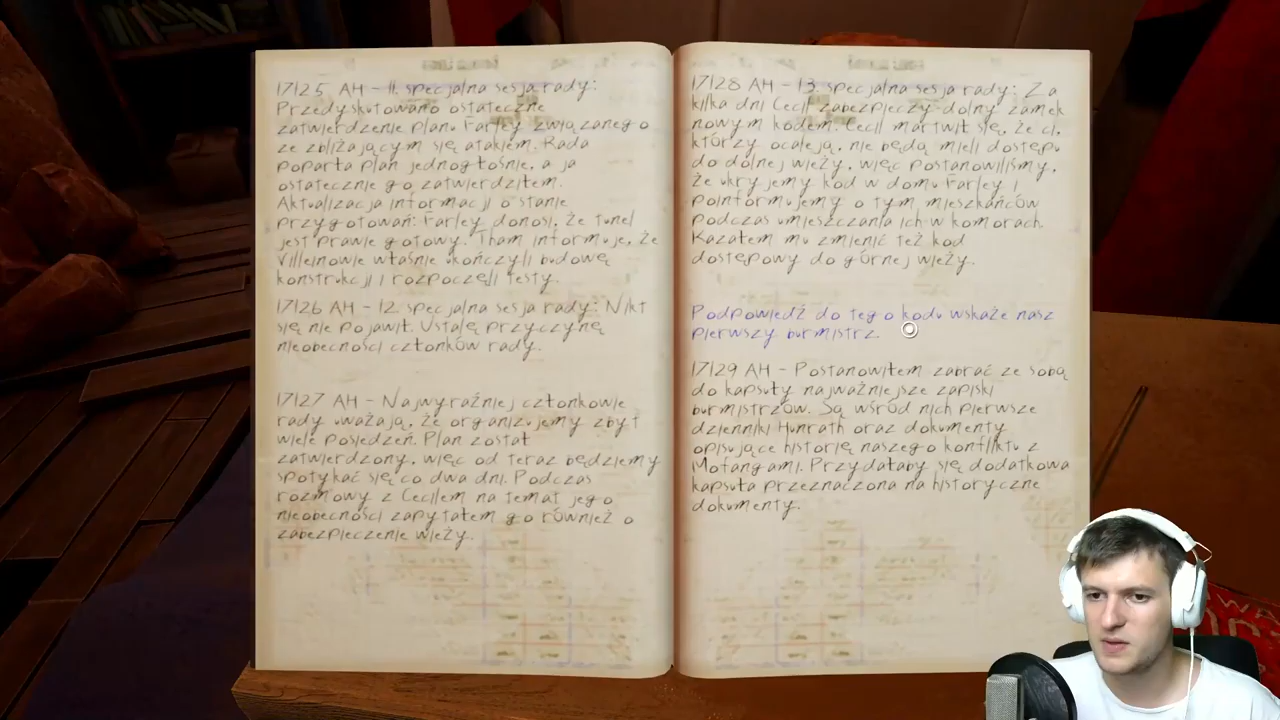 17125 AH - 11. specjalna sesja rady:
Przedyskutowano ostateczne
zatwierdzenie planu Farley związanego
ze zbliżającym się atakiem. Rada
poparła plan jednogłośnie, a ja
ostatecznie go zatwierdziłem.
Aktualizacja informacji o stanie
przygotowań: Farley donosi, że tunel
jest prawie gotowy. Tham informuje, że
Villeinowie właśnie ukończyli budowę
konstrukcji i rozpoczęli testy.
17126 AH - 12. specjalna sesja rady: Nikt
się nie pojawił. Ustalę przyczynę
nieobecności członków rady.
17127 AH - Najwyraźniej członkowie
rady uważają, że organizujemy zbyt
wiele posiedzeń. Plan został
zatwierdzony, więc od teraz będziemy
spotykać się co dwa dni. Podczas
rozmowy z Cecilem na temat jego
nieobecności zapytałem go również o
zabezpieczenie wieży.
17128 AH - 13. specjalna sesja rady: Za
kilka dni Cecil zabezpieczy dolny zamek
nowym kodem. Cecil martwił się, że ci,
którzy ocaleją, nie będą mieli dostępu
do dolnej wieży, więc postanowiliśmy,
że ukryjemy kod w domu Farley i
poinformujemy o tym mieszkańców
podczas umieszczania ich w komorach.
Kazałem mu zmienić też kod
dostępowy do górnej wieży.
Podpowiedź do tego kodu wskaże nasz
pierwszy burmistrz.
17129 AH - Postanowiłem zabrać ze sobą
do kapsuły najważniejsze zapiski
burmistrzów. Są wśród nich pierwsze
dzienniki Hunrath oraz dokumenty
opisujące historię naszego konfliktu z
Mofangami. Przydałaby się dodatkowa
kapsuła przeznaczona na historyczne
dokumenty.